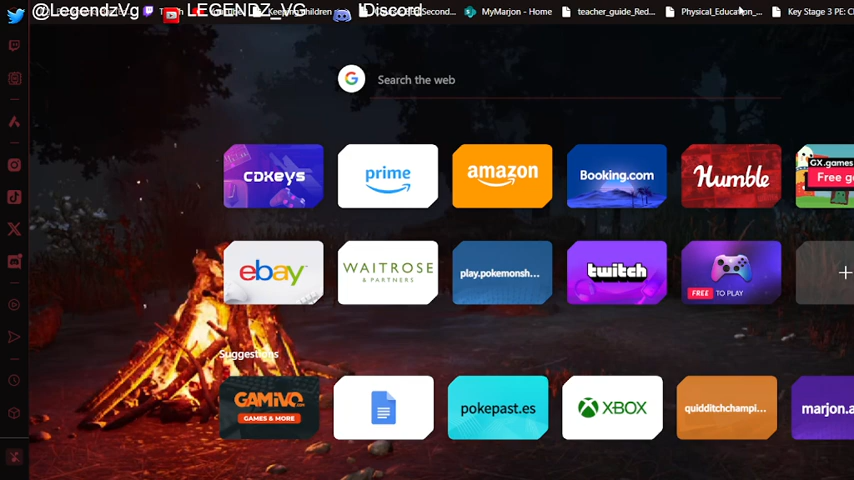 @LegendzVg LEGENDZ_VG !Discord
MyMarjon - Home teacher_guide_Red... Physical_Education_... Key Stage 3 PE: C
Search the web
CDKEYS prime amazon Booking.com Humble GX.games
Free g
ebay WAITROSE & PARTNERS play.pokemonsh... twitch FREE TO PLAY
Suggestions
GAMIVO.com GAMES & MORE pokepast.es XBOX quidditchchampi... marjon.a